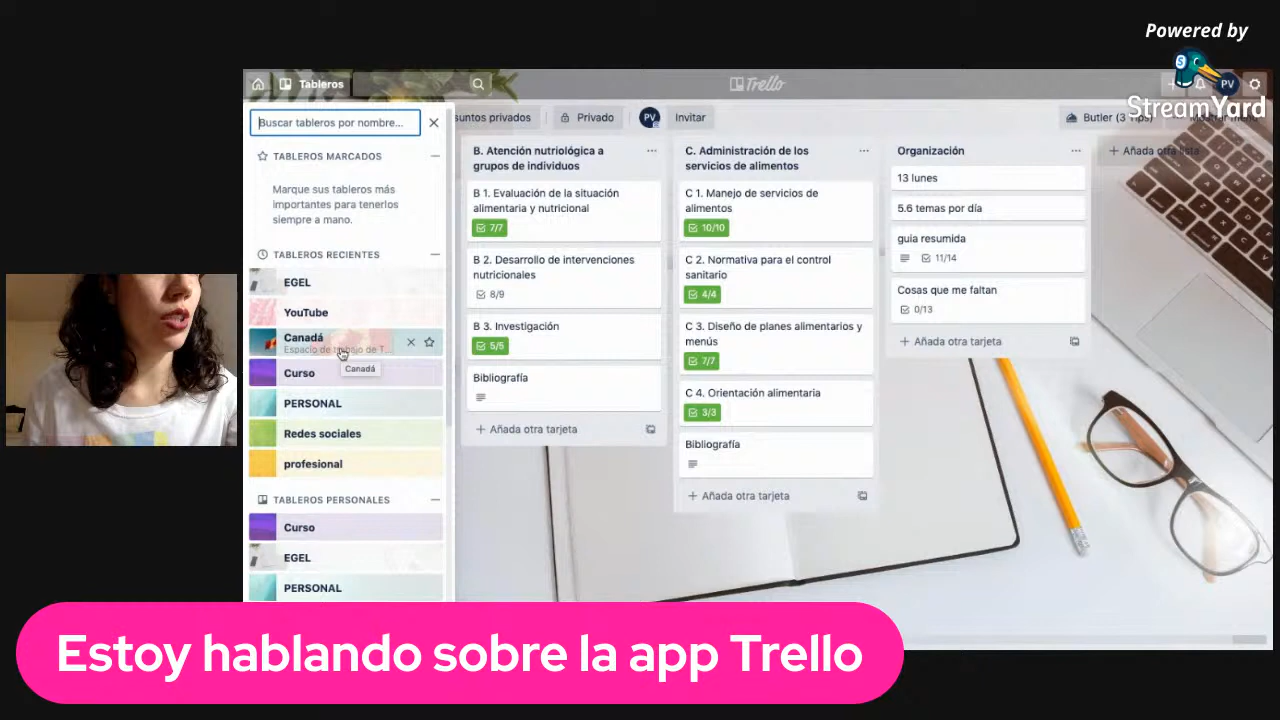 Powered by
StreamYard
Tableros
Trello
PV
Buscar tableros por nombre...
TABLEROS MARCADOS
Marque sus tableros más
importantes para tenerlos
siempre a mano.
TABLEROS RECIENTES
EGEL
YouTube
Canadá
Espacio de trabajo de T...
Canadá
Curso
PERSONAL
Redes sociales
profesional
TABLEROS PERSONALES
Curso
EGEL
PERSONAL
suntos privados
Privado
PV
Invitar
Butler (3 Tips)
Mostrar menú
B. Atención nutriológica a
grupos de individuos
B 1. Evaluación de la situación
alimentaria y nutricional
7/7
B 2. Desarrollo de intervenciones
nutricionales
8/9
B 3. Investigación
5/5
Bibliografía
+ Añada otra tarjeta
C. Administración de los
servicios de alimentos
C 1. Manejo de servicios de
alimentos
10/10
C 2. Normativa para el control
sanitario
4/4
C 3. Diseño de planes alimentarios y
menús
7/7
C 4. Orientación alimentaria
3/3
Bibliografía
+ Añada otra tarjeta
Organización
13 lunes
5.6 temas por día
guía resumida
11/14
Cosas que me faltan
0/13
+ Añada otra tarjeta
+ Añada otra lista
Estoy hablando sobre la app Trello